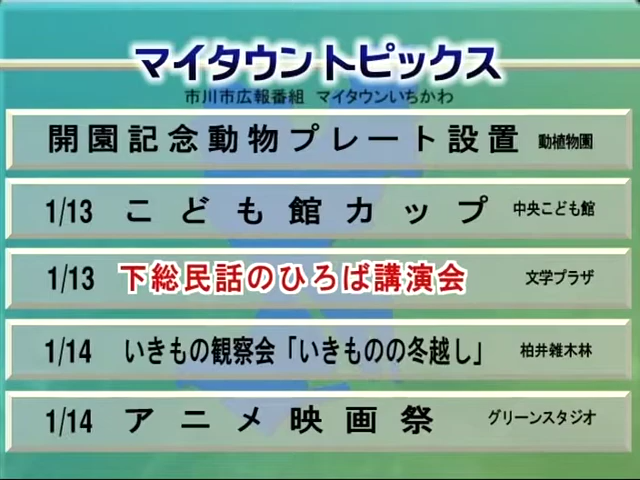 マイタウントピックス
市川市広報番組 マイタウンいちかわ
開園記念動物プレート設置 動植物園
1/13 こども館カップ 中央こども館
1/13 下総民話のひろば講演会 文学プラザ
1/14 いきもの観察会「いきものの冬越し」 柏井雑木林
1/14 アニメ映画祭 グリーンスタジオ